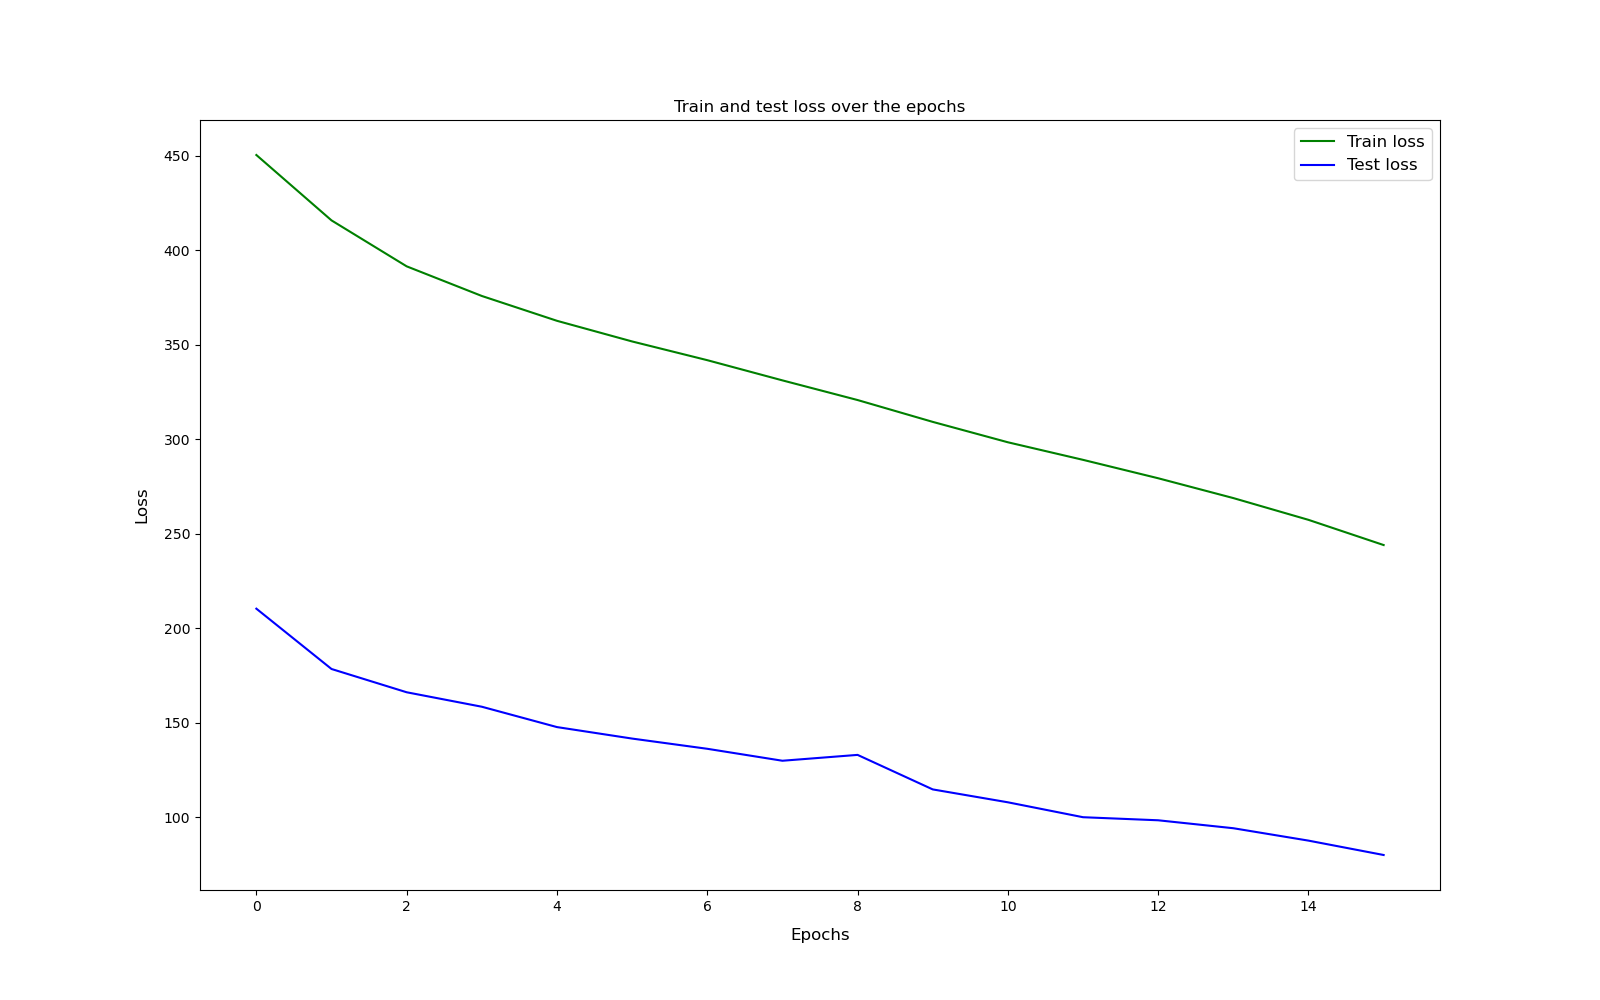 Train and test loss over the epochs
Train loss
Test loss
450
400
350
300
250
200
150
100
Loss
0 2 4 6 8 10 12 14
Epochs